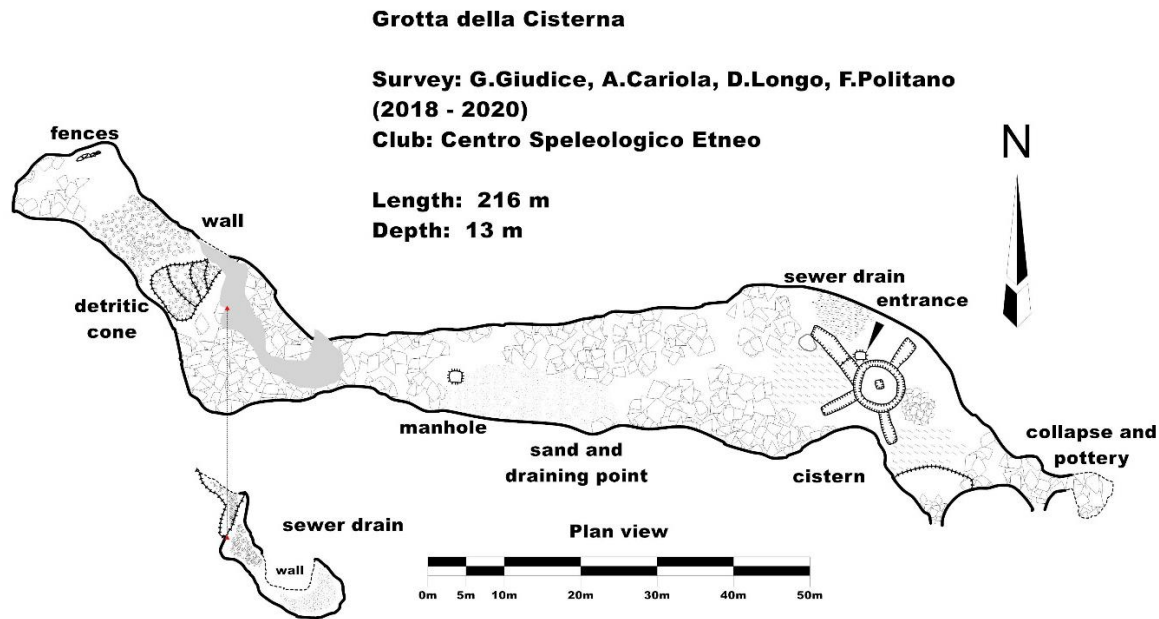 Grotta della Cisterna
Survey: G.Giudice, A.Cariola, D.Longo, F.Politano
(2018 - 2020)
Club: Centro Speleologico Etneo
Length: 216 m
Depth: 13 m
N
fences
wall
detritic
cone
sewer drain
entrance
manhole
sand and
draining point
cistern
collapse and
pottery
sewer drain
wall
Plan view
0m 5m 10m 20m 30m 40m 50m